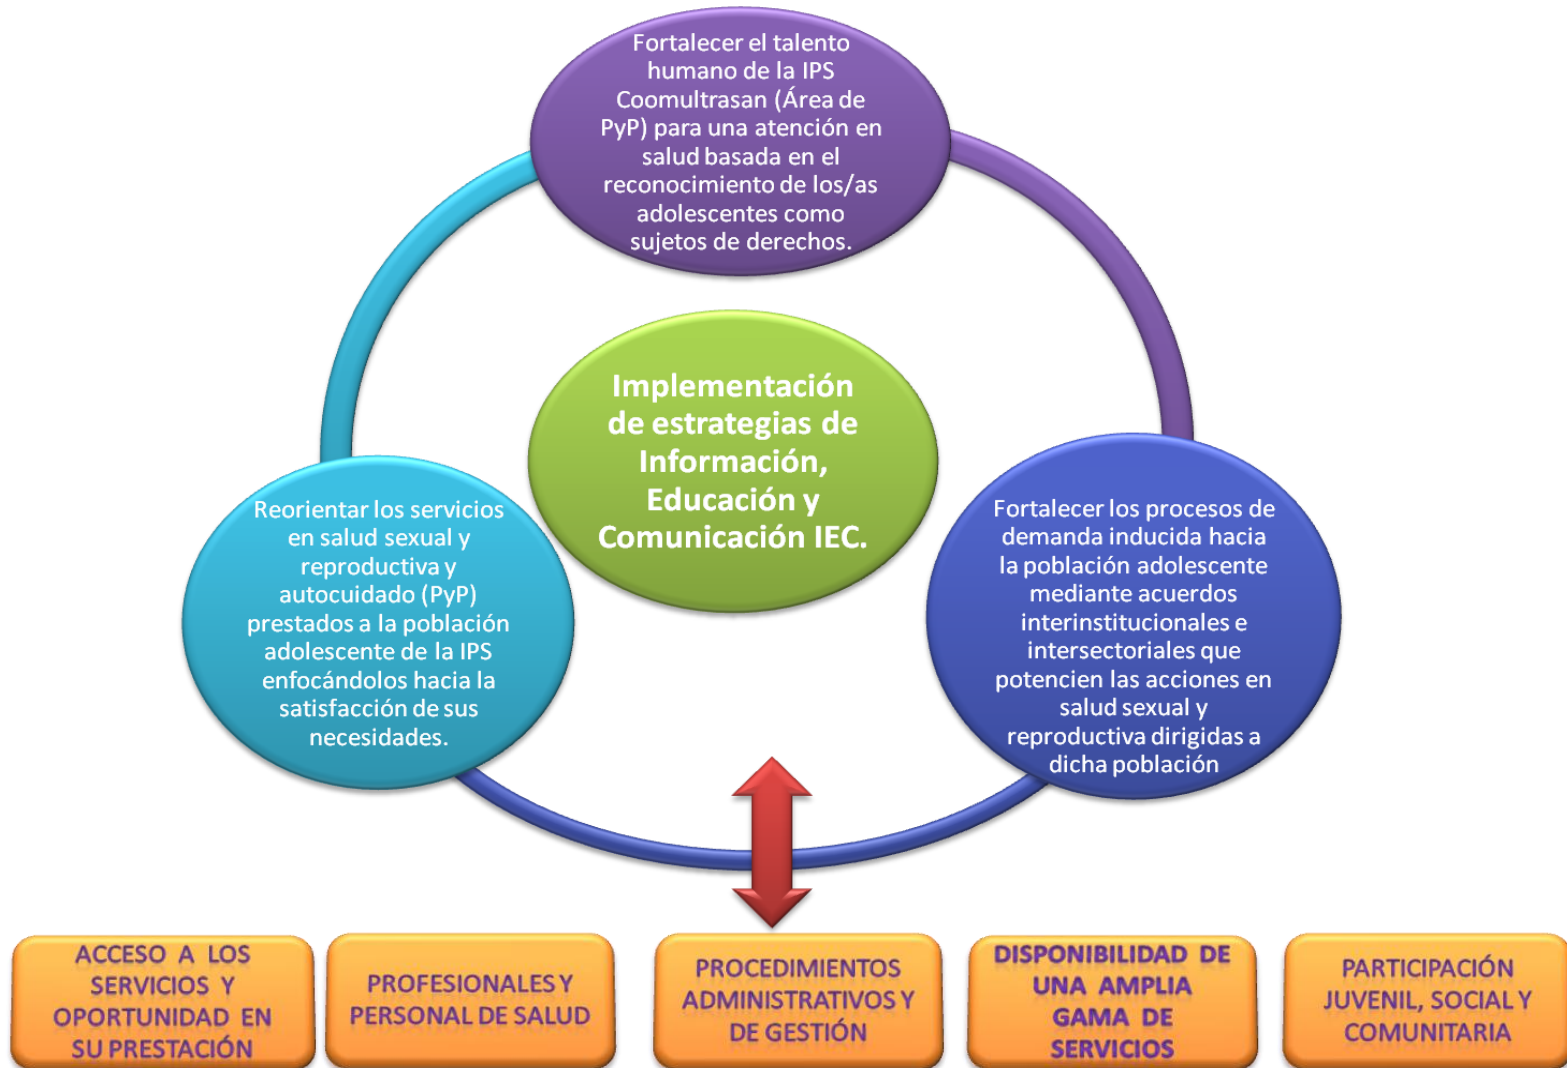 Fortalecer el talento
humano de la IPS
Coomultrasan (Área de
PyP) para una atención en
salud basada en el
reconocimiento de los/as
adolescentes como
sujetos de derechos.
Implementación
de estrategias de
Información,
Educación y
Comunicación IEC.
Reorientar los servicios
en salud sexual y
reproductiva y
autocuidado (PyP)
prestados a la población
adolescente de la IPS
enfocándolos hacia la
satisfacción de sus
necesidades.
Fortalecer los procesos de
demanda inducida hacia
la población adolescente
mediante acuerdos
interinstitucionales e
intersectoriales que
potencien las acciones en
salud sexual y
reproductiva dirigidas a
dicha población
ACCESO A LOS
SERVICIOS Y
OPORTUNIDAD EN
SU PRESTACIÓN
PROFESIONALES Y
PERSONAL DE SALUD
PROCEDIMIENTOS
ADMINISTRATIVOS Y
DE GESTIÓN
DISPONIBILIDAD DE
UNA AMPLIA
GAMA DE
SERVICIOS
PARTICIPACIÓN
JUVENIL, SOCIAL Y
COMUNITARIA